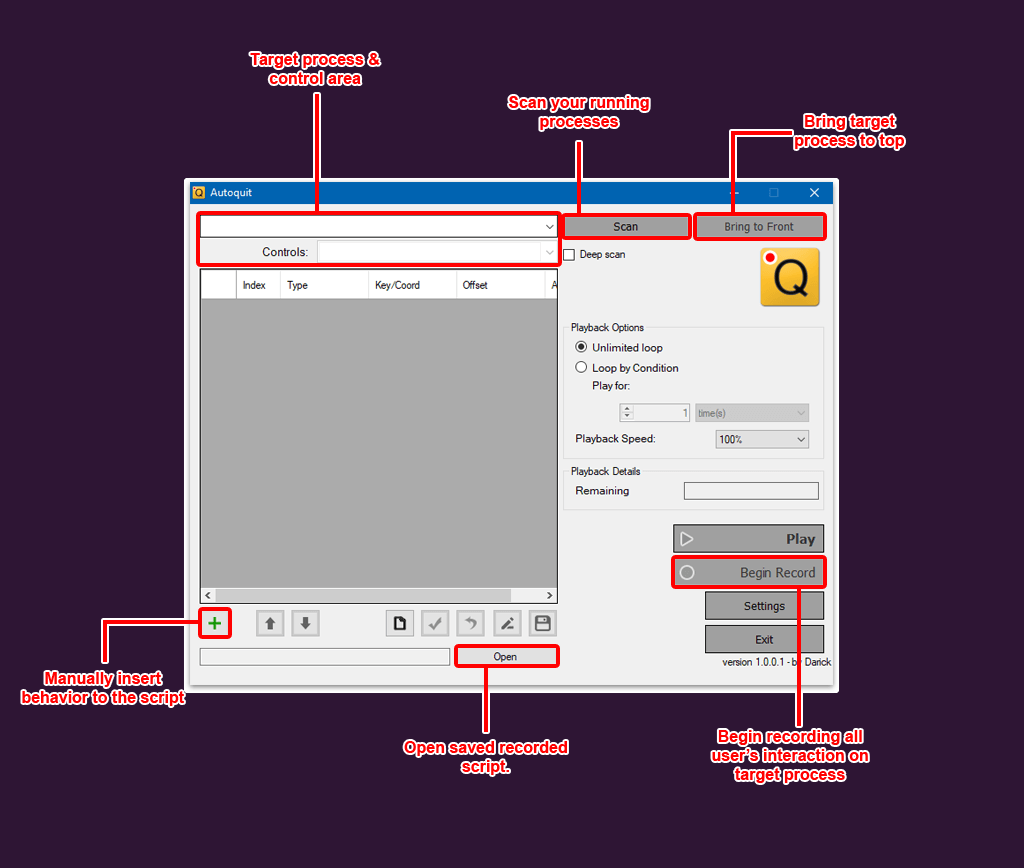 Target process &
control area
Scan your running
processes
Bring target
process to top
Q Autoquit
Scan
Bring to Front
Controls:
Deep scan
Q
Index Type Key/Coord Offset A
Playback Options
Unlimited loop
Loop by Condition
Play for:
1 time(s)
Playback Speed: 100%
Playback Details
Remaining
Play
Begin Record
Settings
Exit
Open
version 1.0.0.1 - by Darick
Manually insert
behavior to the script
Open saved recorded
script.
Begin recording all
user's interaction on
target process